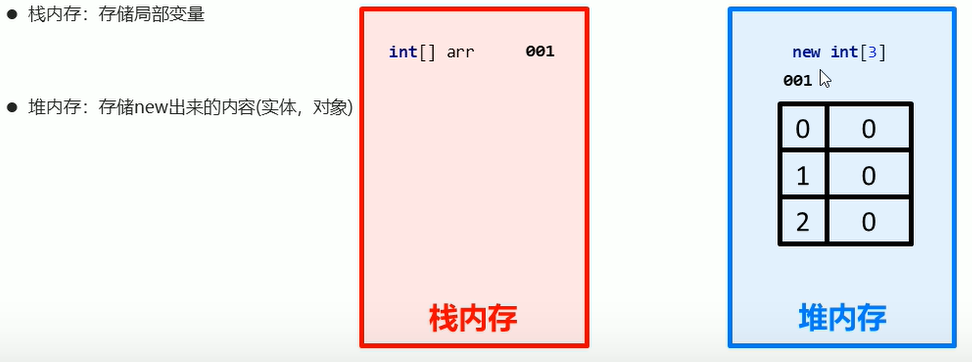 ● 栈内存：存储局部变量
● 堆内存：存储new出来的内容(实体，对象)
int[] arr 001
栈内存
new int[3]
001
0 0
1 0
2 0
堆内存